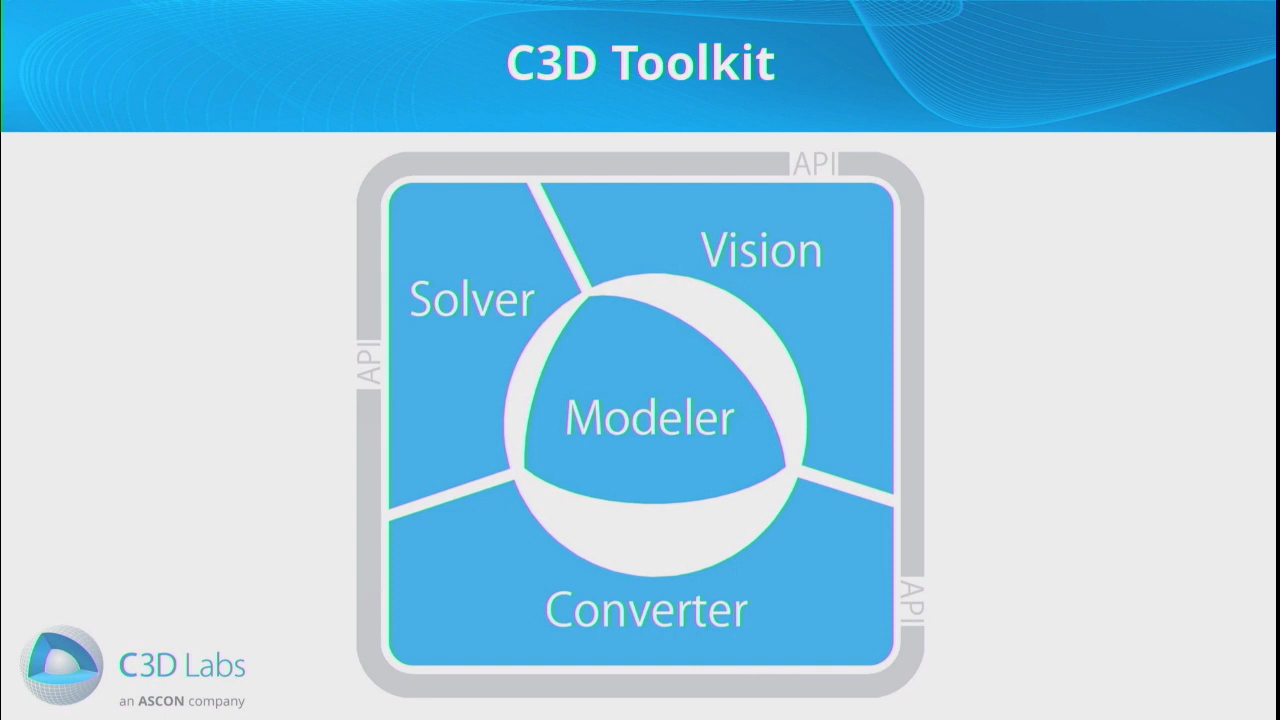 C3D Toolkit
API
Vision
Solver
API
Modeler
API
Converter
C3D Labs
an ASCON company